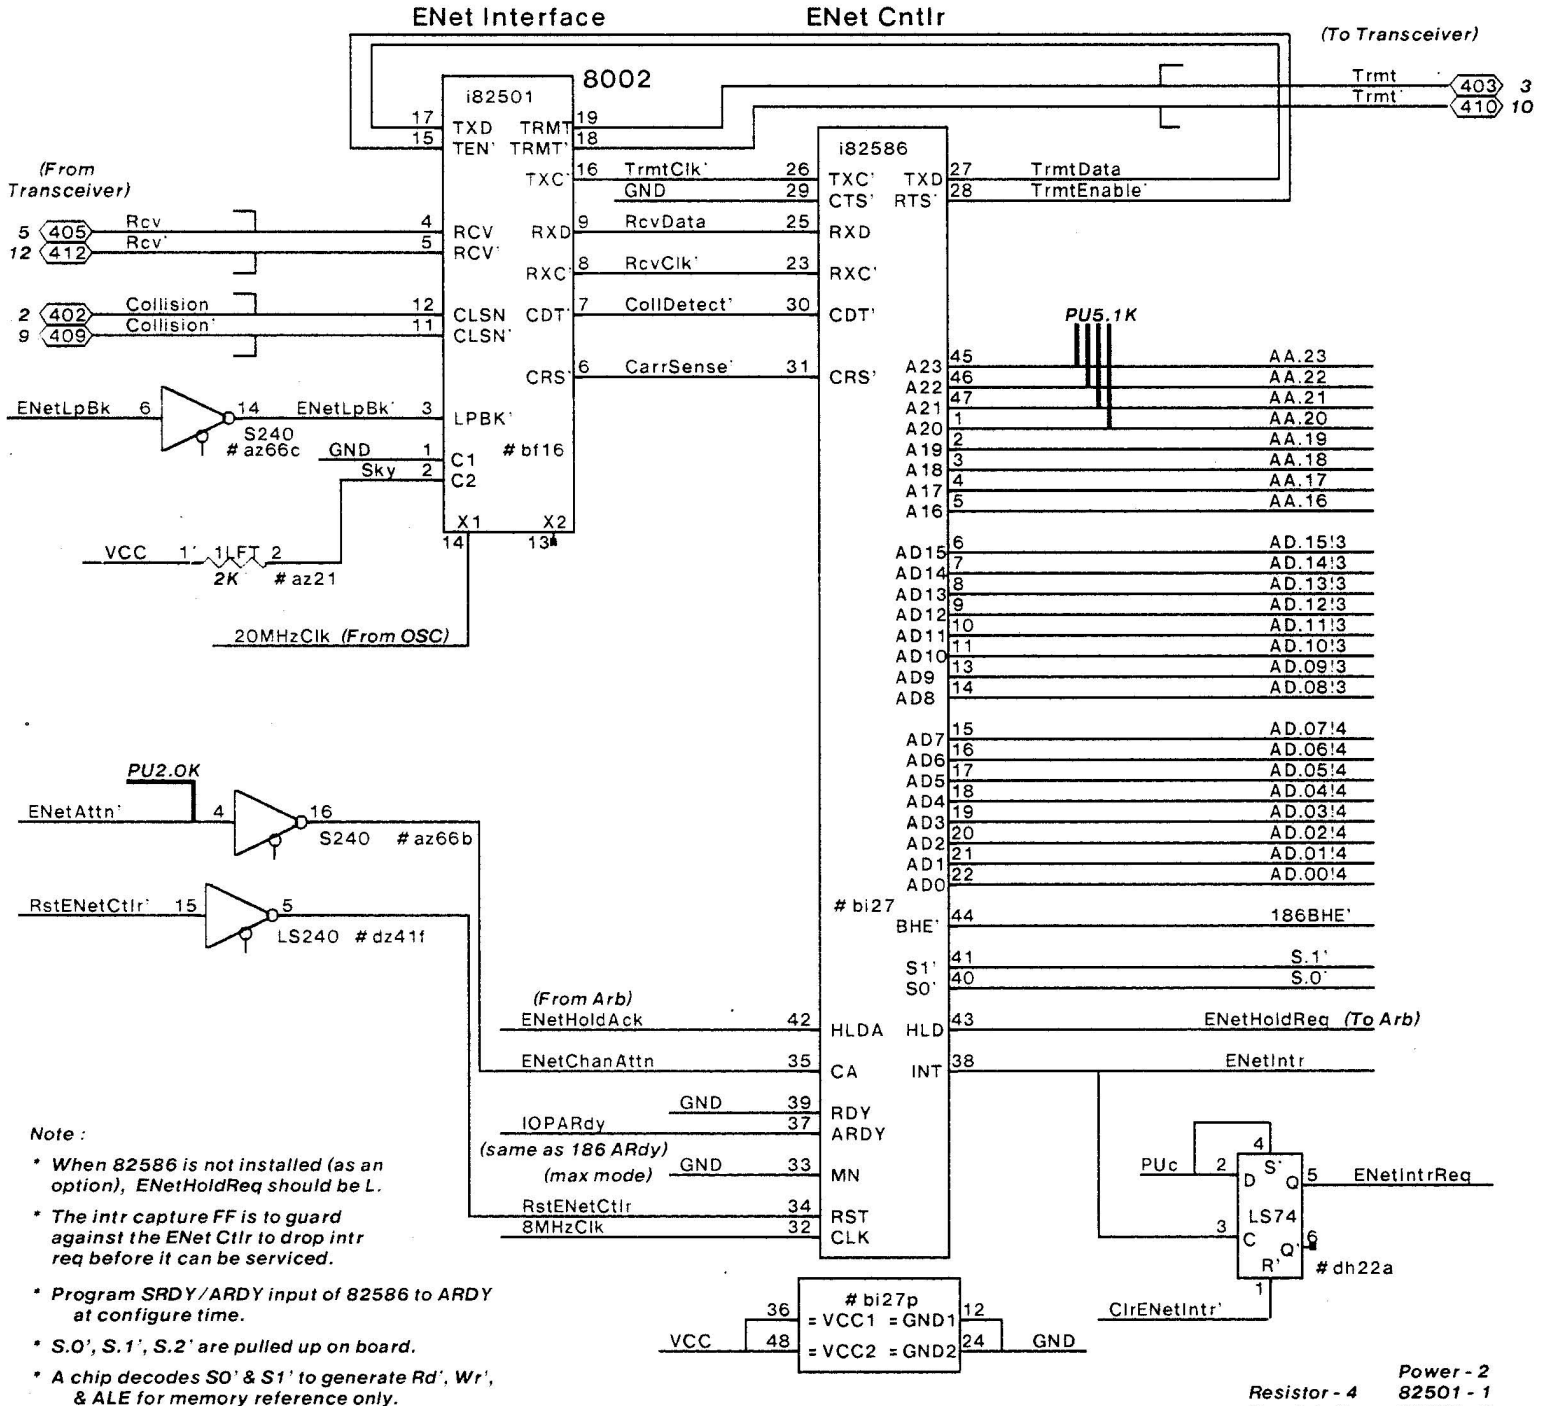 ENet Interface ENet Cntlr
(To Transceiver)
8002
i82501
Trmt 403 3
Trmt' 410 10
17 TXD TRMT 19
15 TEN' TRMT' 18
i82586
(From
Transceiver)
TXC' 16 TrmtClk' 26 TXC' TXD 27 TrmtData
GND 29 CTS' RTS' 28 TrmtEnable'
5 405 Rcv 4 RCV RXD 9 RcvData 25 RXD
12 412 Rcv' 5 RCV'
RXC' 8 RcvClk' 23 RXC'
2 402 Collision 12 CLSN CDT' 7 CollDetect' 30 CDT'
9 409 Collision' 11 CLSN'
PU5.1K
CRS' 6 CarrSense' 31 CRS'
A23 45 AA.23
A22 46 AA.22
A21 47 AA.21
A20 1 AA.20
A19 2 AA.19
A18 3 AA.18
A17 4 AA.17
A16 5 AA.16
ENetLpBk 6 14 ENetLpBk' 3 LPBK'
S240
#az66c
GND 1 C1 #bf16
Sky 2 C2
X1 X2
14 13
VCC 1' 1LFT 2
2K #az21
20MHzClk (From OSC)
AD15 6 AD.15!3
AD14 7 AD.14!3
AD13 8 AD.13!3
AD12 9 AD.12!3
AD11 10 AD.11!3
AD10 11 AD.10!3
AD9 13 AD.09!3
AD8 14 AD.08!3
AD7 15 AD.07!4
AD6 16 AD.06!4
AD5 17 AD.05!4
AD4 18 AD.04!4
AD3 19 AD.03!4
AD2 20 AD.02!4
AD1 21 AD.01!4
AD0 22 AD.00!4
PU2.0K
ENetAttn' 4 16
S240 #az66b
RstENetCtlr' 15 5
LS240 #dz41f
#bi27
BHE' 44 186BHE'
S1' 41 S.1'
S0' 40 S.0'
(From Arb)
ENetHoldAck 42 HLDA HLD 43 ENetHoldReq (To Arb)
ENetChanAttn 35 CA INT 38 ENetIntr
GND 39 RDY
IOPARdy 37 ARDY
(same as 186 ARdy)
(max mode) GND 33 MN
RstENetCtlr 34 RST
8MHzClk 32 CLK
4
PUc 2 D S' Q 5 ENetIntrReq
LS74
3 C Q' 6
R' #dh22a
1
ClrENetIntr'
#bi27p
36 =VCC1 =GND1 12
VCC 48 =VCC2 =GND2 24 GND
Note :
* When 82586 is not installed (as an
option), ENetHoldReq should be L.
* The intr capture FF is to guard
against the ENet Ctlr to drop intr
req before it can be serviced.
* Program SRDY/ARDY input of 82586 to ARDY
at configure time.
* S.0', S.1', S.2' are pulled up on board.
* A chip decodes S0' & S1' to generate Rd', Wr',
& ALE for memory reference only.
Power - 2
Resistor - 4 82501 - 1